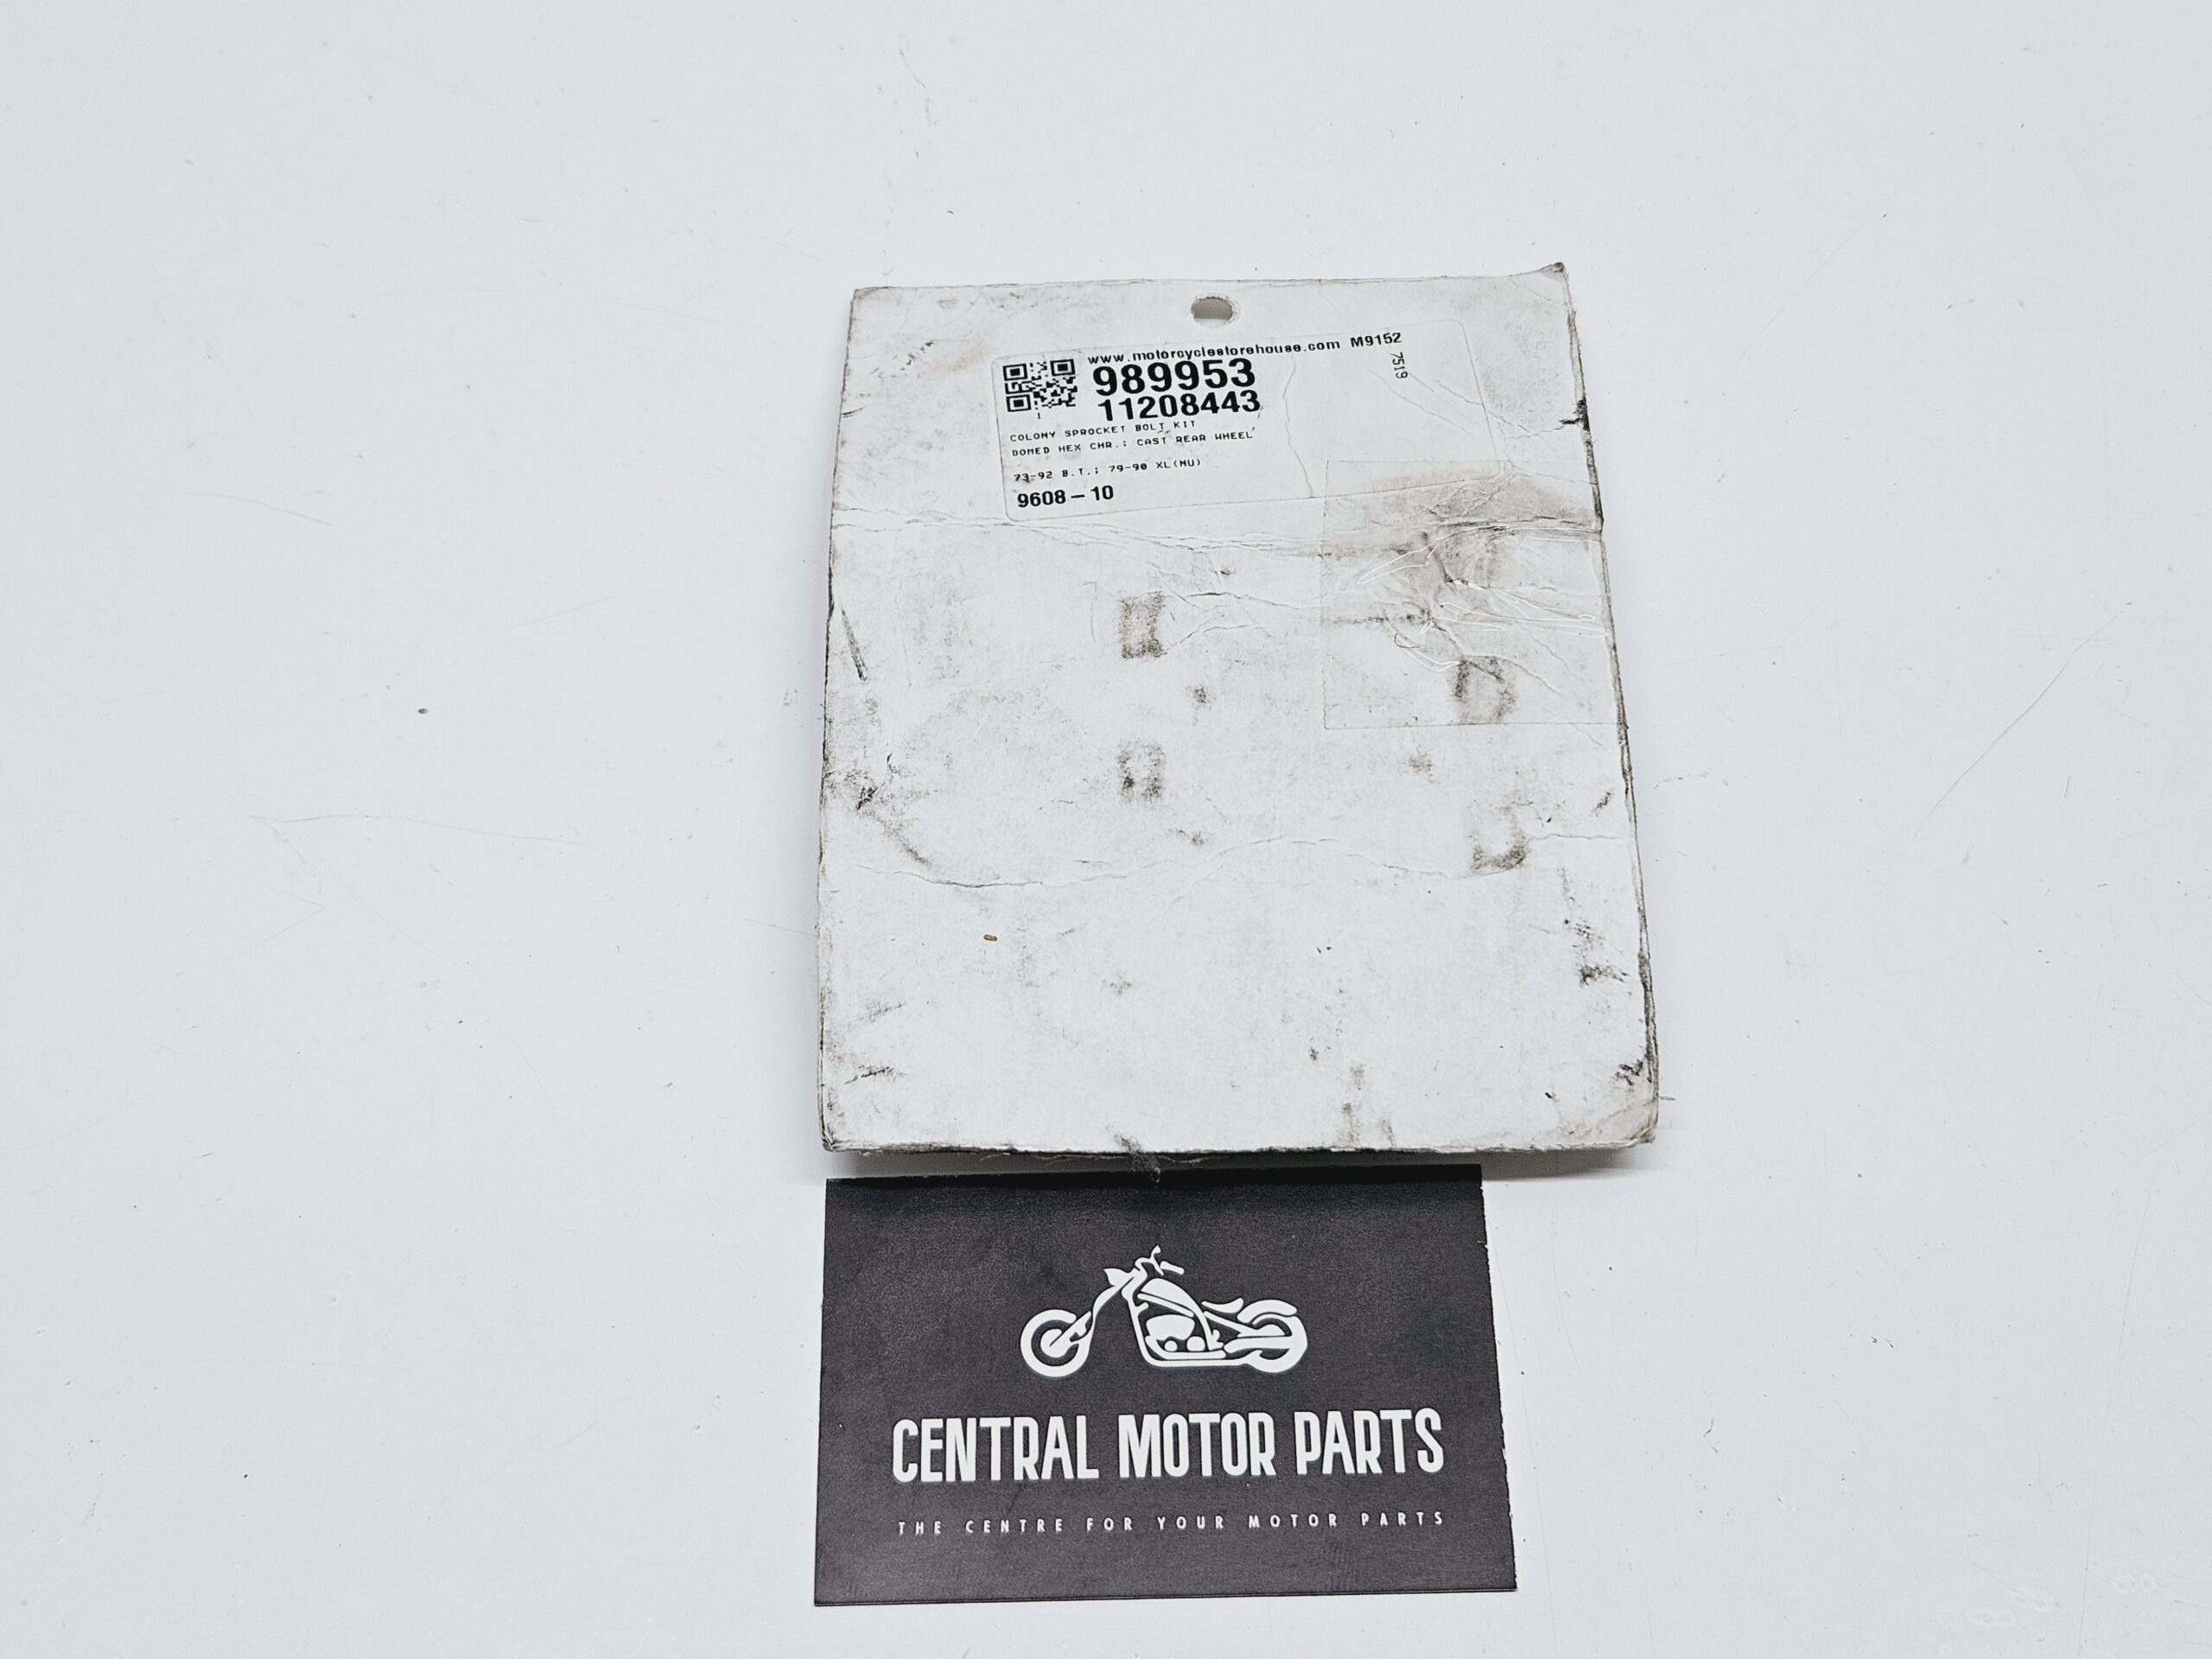 www.motorcyclestorehouse.com M9152
7519
989953
11208443
1
COLONY SPROCKET BOLT KIT
DOMED HEX CHR.: CAST REAR WHEEL
73-92 B.T.; 79-90 XL(MU)
9608-10
CENTRAL MOTOR PARTS
THE CENTRE FOR YOUR MOTOR PARTS